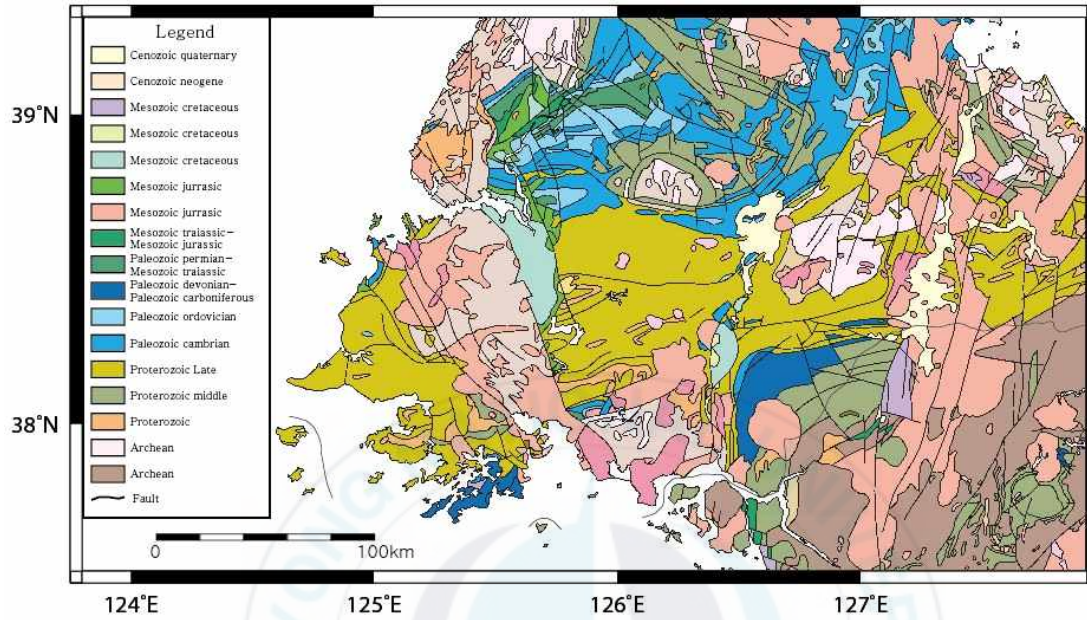 Legend
Cenozoic quaternary
Cenozoic neogene
Mesozoic cretaceous
Mesozoic cretaceous
Mesozoic cretaceous
Mesozoic jurrasic
Mesozoic jurrasic
Mesozoic traiassic-
Mesozoic jurassic
Paleozoic permian-
Mesozoic traiassic
Paleozoic devonian-
Paleozoic carboniferous
Paleozoic ordovician
Paleozoic cambrian
Proterozoic Late
Proterozoic middle
Proterozoic
Archean
Archean
Fault
39°N
38°N
0 100km
124°E 125°E 126°E 127°E